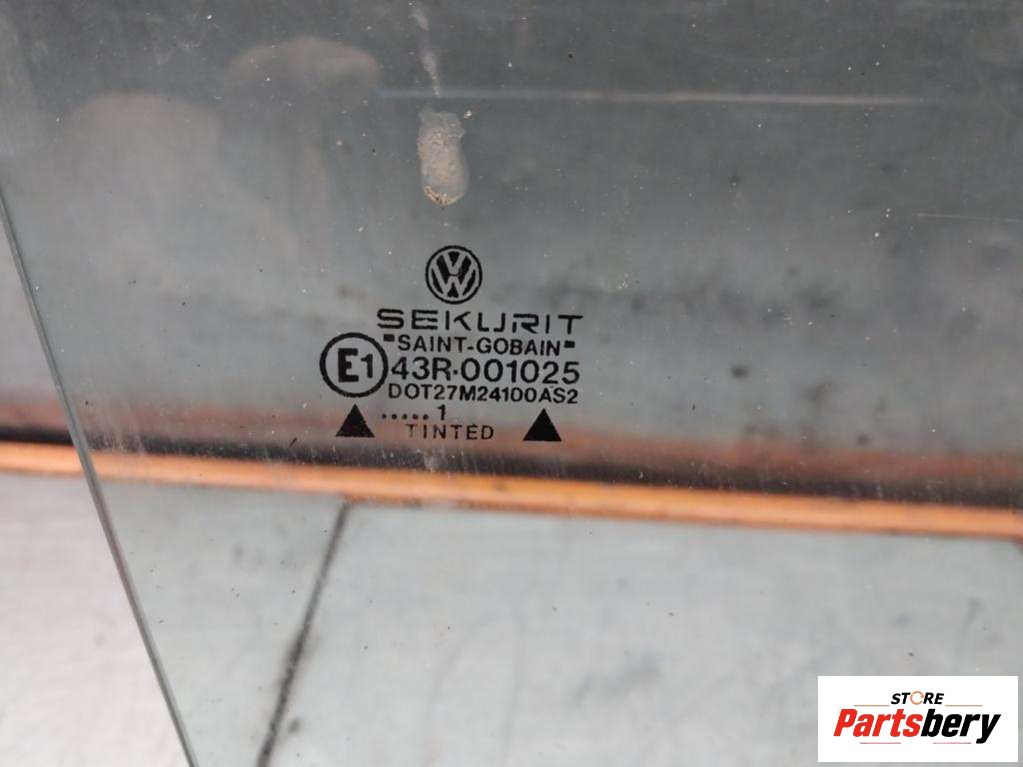 SEKURIT
"SAINT-GOBAIN"
E1 43R-001025
DOT27M24100AS2
.....1
TINTED
STORE
Partsbery